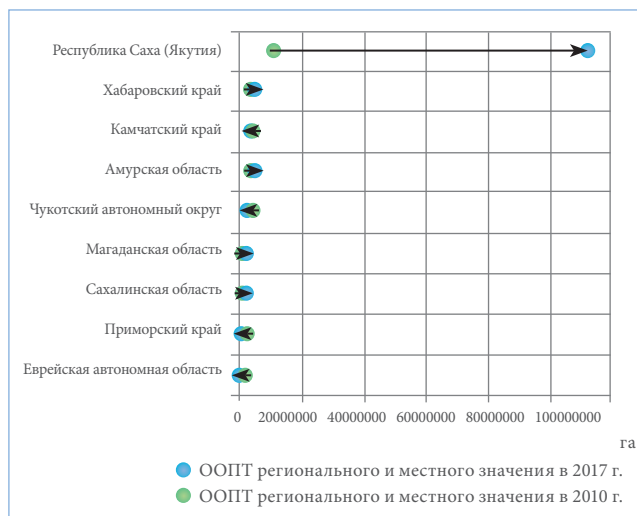 Республика Саха (Якутия)
Хабаровский край
Камчатский край
Амурская область
Чукотский автономный округ
Магаданская область
Сахалинская область
Приморский край
Еврейская автономная область
0 20000000 40000000 60000000 80000000 100000000
га
ООПТ регионального и местного значения в 2017 г.
ООПТ регионального и местного значения в 2010 г.